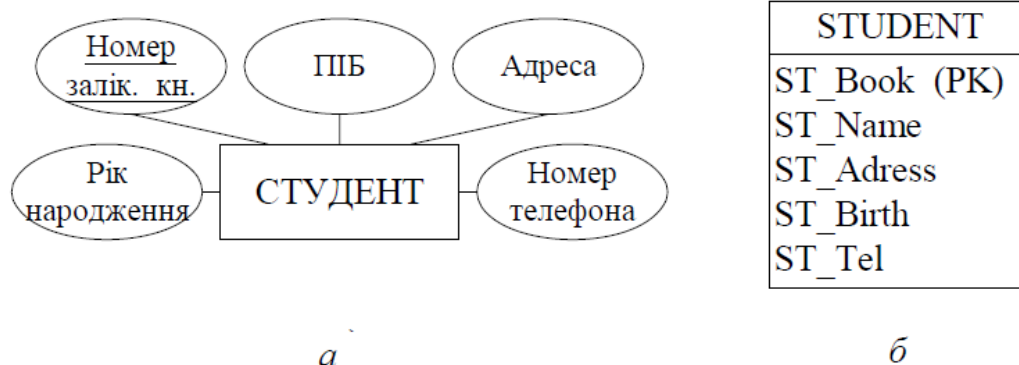 Номер
залік. кн.
ПІБ
Адреса
Рік
народження
СТУДЕНТ
Номер
телефона
а
STUDENT
ST_Book (PK)
ST_Name
ST_Adress
ST_Birth
ST_Tel
б